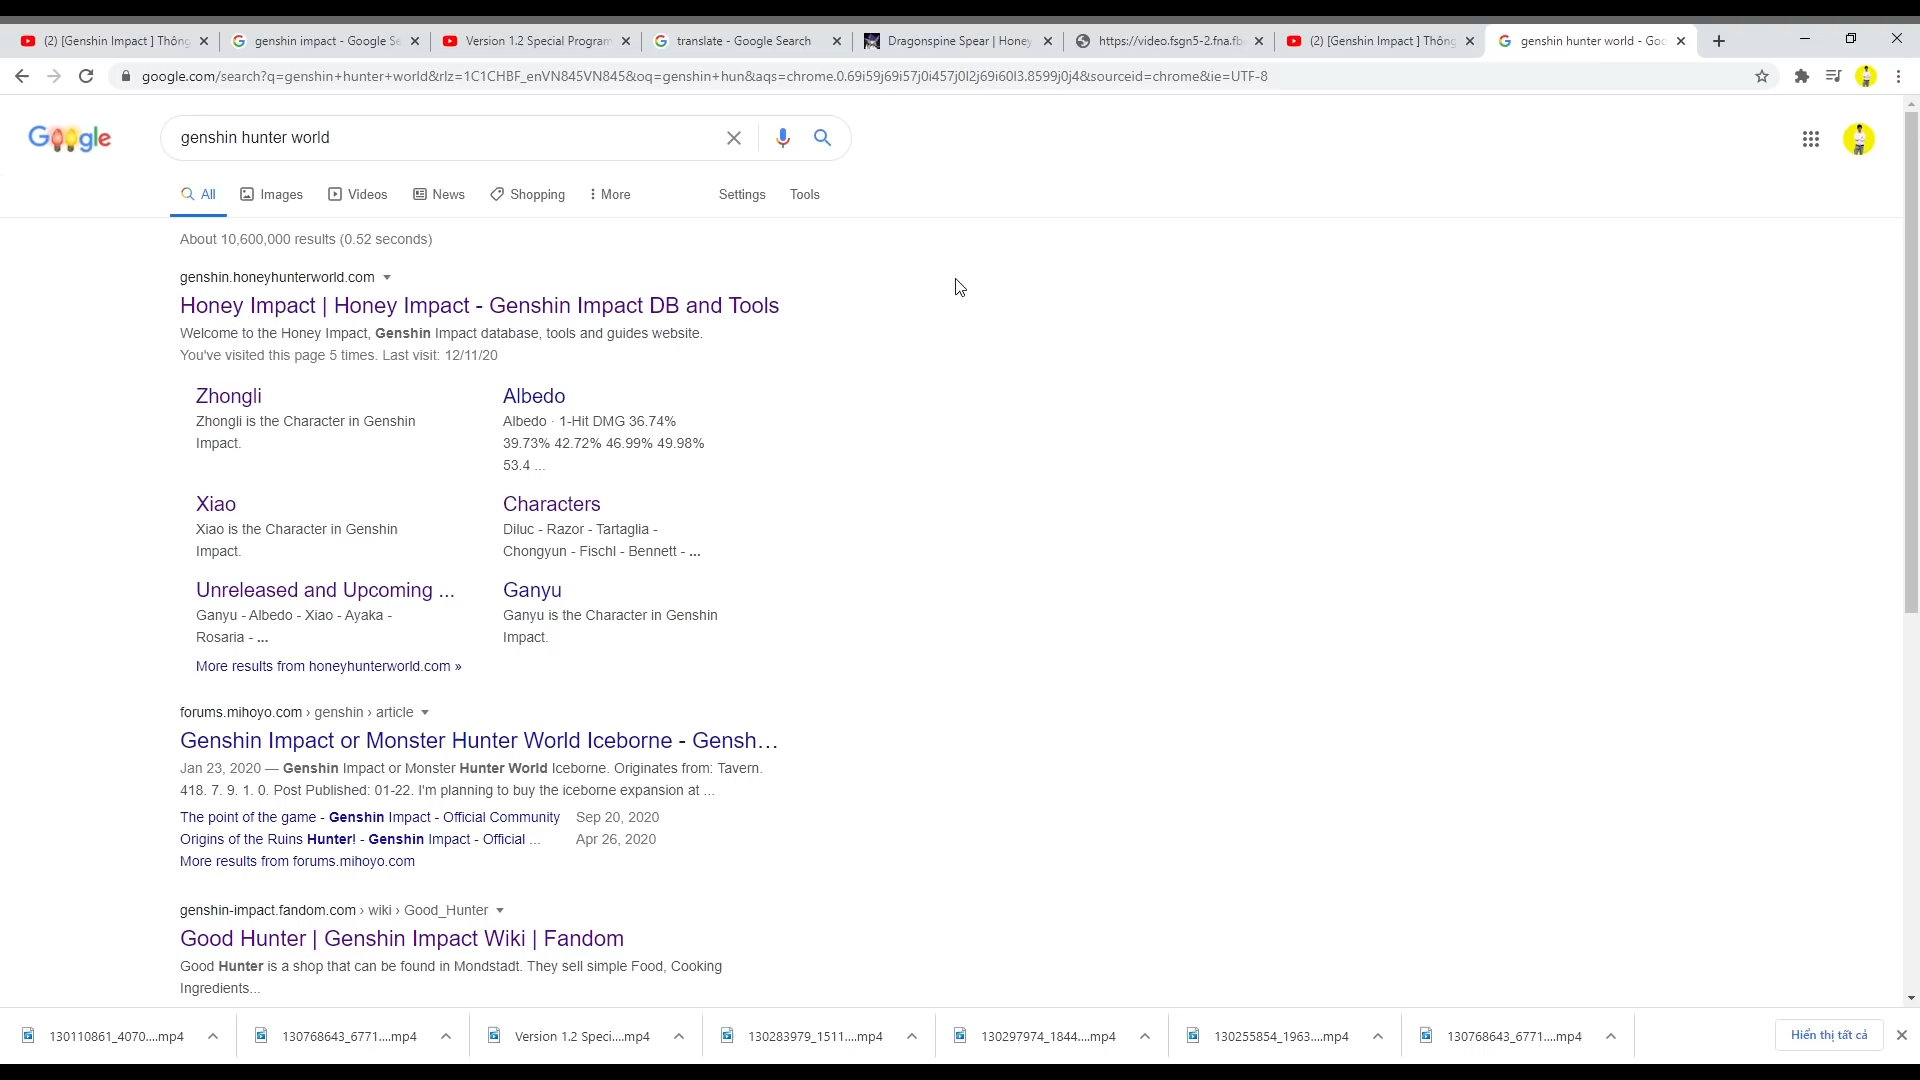 (2) [Genshin Impact ] Thông
genshin impact - Google Se
Version 1.2 Special Program
translate - Google Search
Dragonspine Spear | Honey
https://video.fsgn5-2.fna.fb
(2) [Genshin Impact ] Thông
genshin hunter world - Goo
google.com/search?q=genshin+hunter+world&rlz=1C1CHBF_enVN845VN845&oq=genshin+hun&aqs=chrome.0.69i59j69i57j0i457j0l2j69i60l3.8599j0j4&sourceid=chrome&ie=UTF-8
Google
genshin hunter world
All Images Videos News Shopping More Settings Tools
About 10,600,000 results (0.52 seconds)
genshin.honeyhunterworld.com
Honey Impact | Honey Impact - Genshin Impact DB and Tools
Welcome to the Honey Impact, Genshin Impact database, tools and guides website.
You've visited this page 5 times. Last visit: 12/11/20
Zhongli
Zhongli is the Character in Genshin
Impact.
Albedo
Albedo · 1-Hit DMG 36.74%
39.73% 42.72% 46.99% 49.98%
53.4 ...
Xiao
Xiao is the Character in Genshin
Impact.
Characters
Diluc - Razor - Tartaglia -
Chongyun - Fischl - Bennett - ...
Unreleased and Upcoming ...
Ganyu - Albedo - Xiao - Ayaka -
Rosaria - ...
Ganyu
Ganyu is the Character in Genshin
Impact.
More results from honeyhunterworld.com »
forums.mihoyo.com › genshin › article
Genshin Impact or Monster Hunter World Iceborne - Gensh...
Jan 23, 2020 — Genshin Impact or Monster Hunter World Iceborne. Originates from: Tavern.
418. 7. 9. 1. 0. Post Published: 01-22. I'm planning to buy the iceborne expansion at ...
The point of the game - Genshin Impact - Official Community Sep 20, 2020
Origins of the Ruins Hunter! - Genshin Impact - Official ... Apr 26, 2020
More results from forums.mihoyo.com
genshin-impact.fandom.com › wiki › Good_Hunter
Good Hunter | Genshin Impact Wiki | Fandom
Good Hunter is a shop that can be found in Mondstadt. They sell simple Food, Cooking
Ingredients...
130110861_4070....mp4
130768643_6771....mp4
Version 1.2 Speci....mp4
130283979_1511....mp4
130297974_1844....mp4
130255854_1963....mp4
130768643_6771....mp4
Hiển thị tất cả